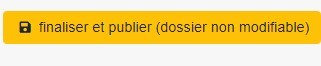 finaliser et publier (dossier non modifiable)